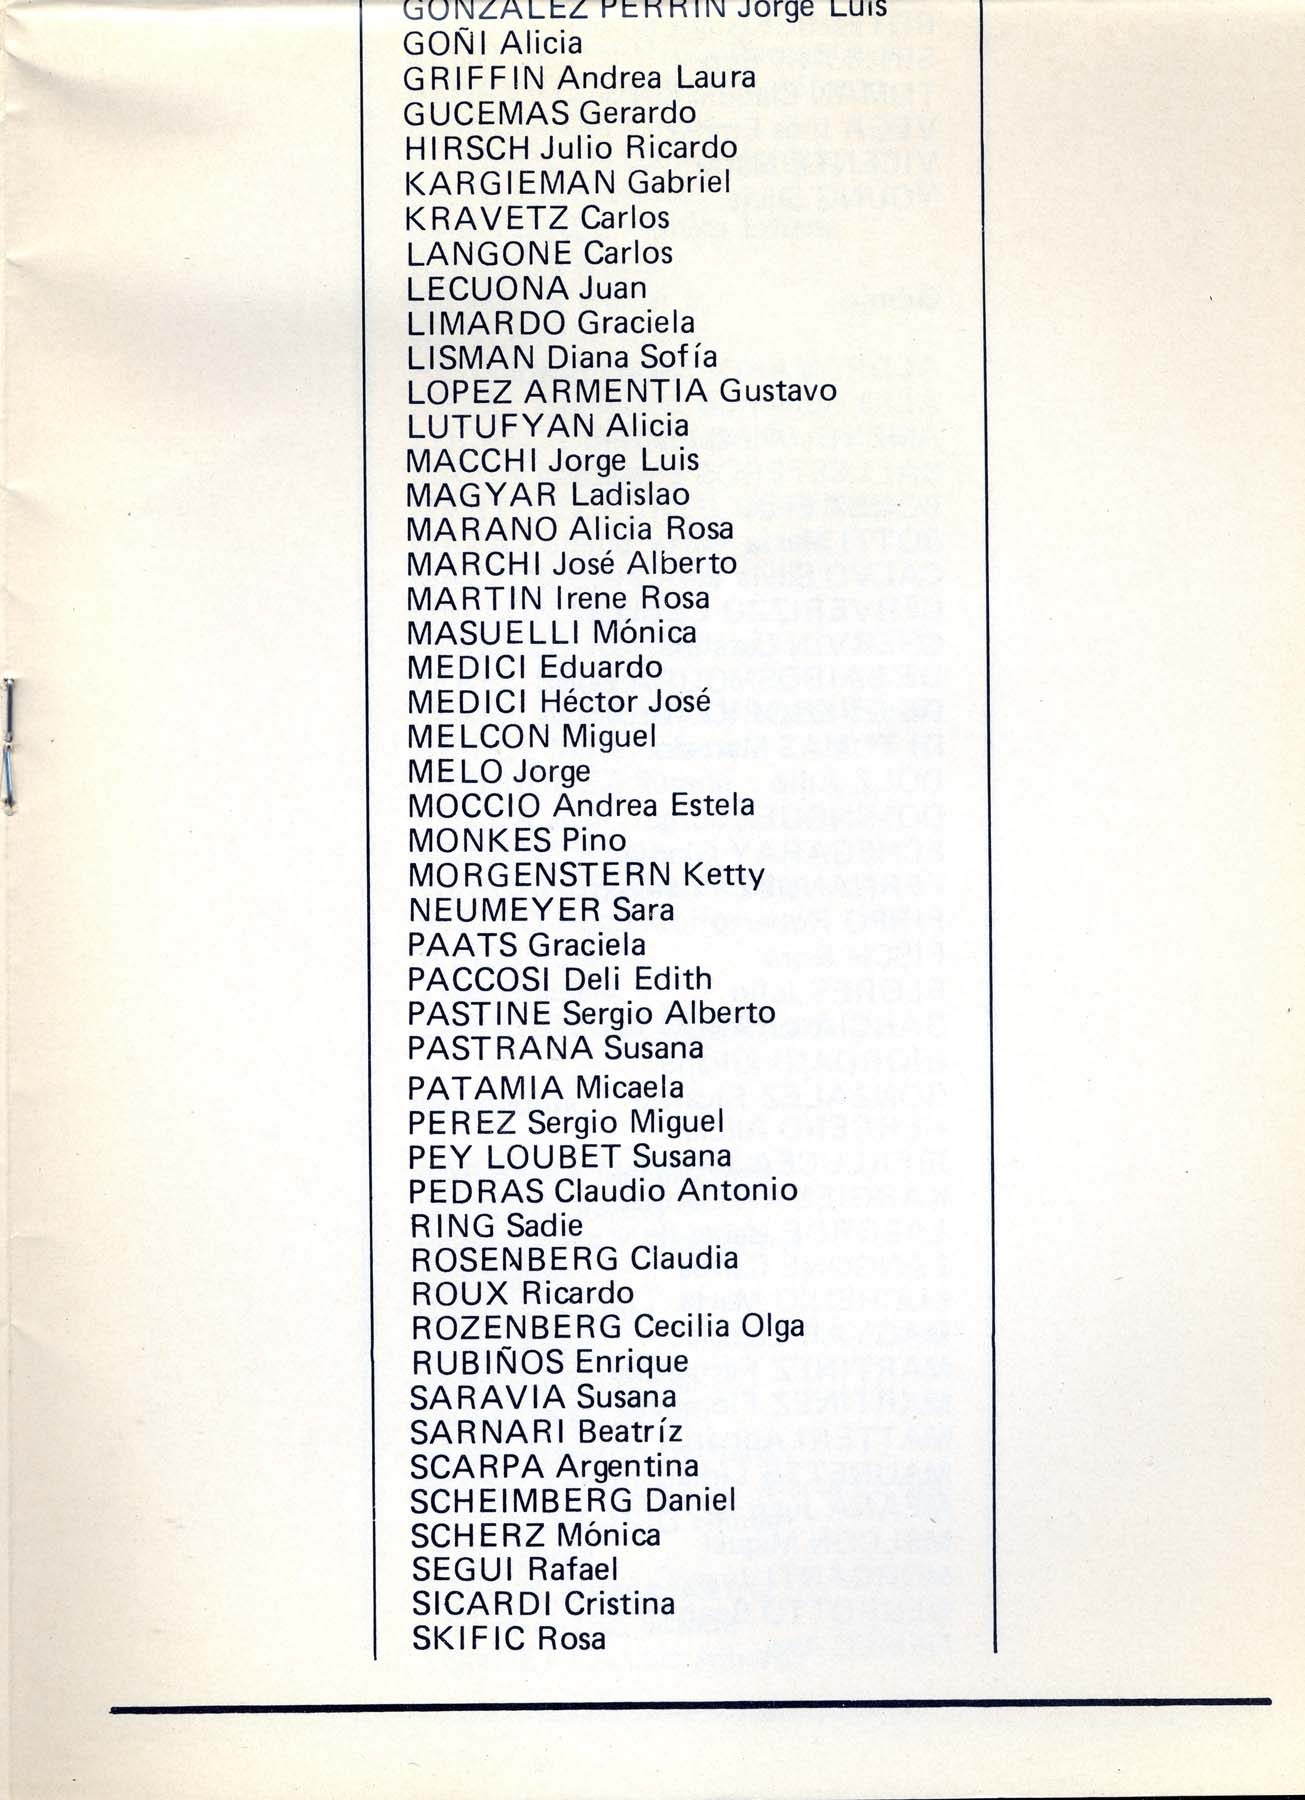 GONZALEZ PERRIN Jorge Luis
GOÑI Alicia
GRIFFIN Andrea Laura
GUCEMAS Gerardo
HIRSCH Julio Ricardo
KARGIEMAN Gabriel
KRAVETZ Carlos
LANGONE Carlos
LECUONA Juan
LIMARDO Graciela
LISMAN Diana Sofía
LOPEZ ARMENTIA Gustavo
LUTUFYAN Alicia
MACCHI Jorge Luis
MAGYAR Ladislao
MARANO Alicia Rosa
MARCHI José Alberto
MARTIN Irene Rosa
MASUELLI Mónica
MEDICI Eduardo
MEDICI Héctor José
MELCON Miguel
MELO Jorge
MOCCIO Andrea Estela
MONKES Pino
MORGENSTERN Ketty
NEUMEYER Sara
PAATS Graciela
PACCOSI Deli Edith
PASTINE Sergio Alberto
PASTRANA Susana
PATAMIA Micaela
PEREZ Sergio Miguel
PEY LOUBET Susana
PEDRAS Claudio Antonio
RING Sadie
ROSENBERG Claudia
ROUX Ricardo
ROZENBERG Cecilia Olga
RUBIÑOS Enrique
SARAVIA Susana
SARNARI Beatríz
SCARPA Argentina
SCHEIMBERG Daniel
SCHERZ Mónica
SEGUI Rafael
SICARDI Cristina
SKIFIC Rosa